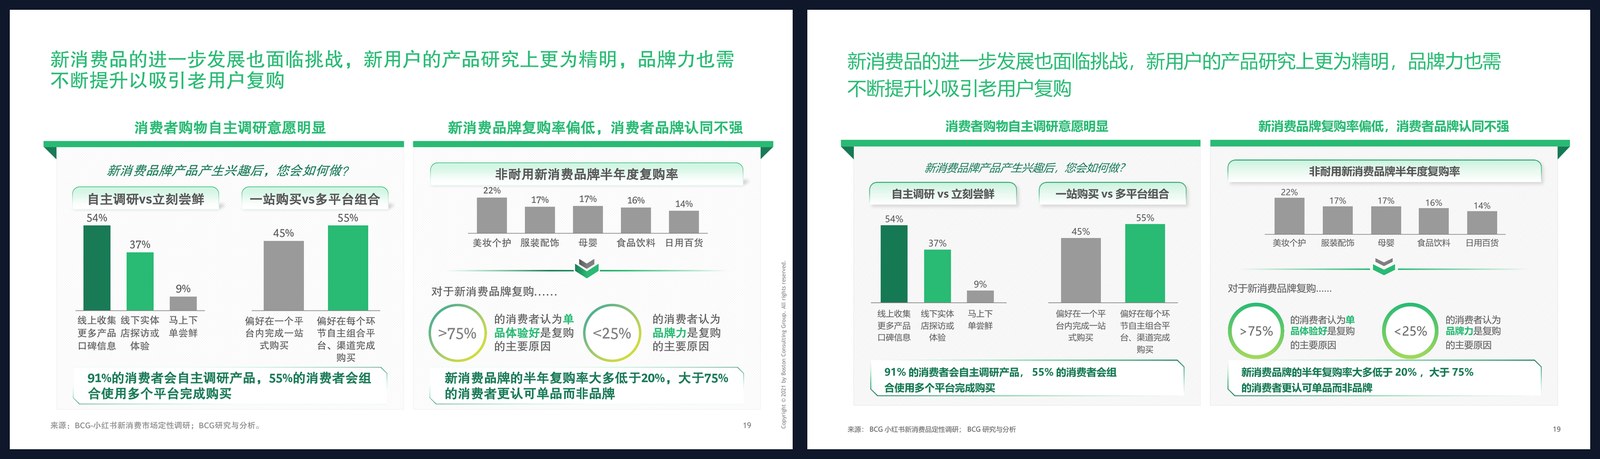 新消费品的进一步发展也面临挑战，新用户的产品研究上更为精明，品牌力也需
不断提升以吸引老用户复购
消费者购物自主调研意愿明显
新消费品牌产品产生兴趣后，您会如何做？
自主调研vs立刻尝鲜
54%
37%
9%
线上收集
更多产品
口碑信息
线下实体
店探访或
体验
马上下
单尝鲜
一站购买vs多平台组合
45%
55%
偏好在一个平
台内完成一站
式购买
偏好在每个环
节自主组合平
台、渠道完成
购买
91%的消费者会自主调研产品，55%的消费者会组
合使用多个平台完成购买
新消费品牌复购率偏低，消费者品牌认同不强
非耐用新消费品牌半年度复购率
22%
17%
17%
16%
14%
美妆个护
服装配饰
母婴
食品饮料
日用百货
对于新消费品牌复购……
>75%
的消费者认为单
品体验好是复购
的主要原因
<25%
的消费者认为
品牌力是复购
的主要原因
新消费品牌的半年复购率大多低于20%，大于75%
的消费者更认可单品而非品牌
来源：BCG-小红书新消费市场定性调研；BCG研究与分析。
19
Copyright © 2021 by Boston Consulting Group. All rights reserved.
新消费品的进一步发展也面临挑战，新用户的产品研究上更为精明，品牌力也需
不断提升以吸引老用户复购
消费者购物自主调研意愿明显
新消费品牌产品产生兴趣后，您会如何做？
自主调研 vs 立刻尝鲜
54%
37%
9%
线上收集
更多产品
口碑信息
线下实体
店探访或
体验
马上下
单尝鲜
一站购买 vs 多平台组合
45%
55%
偏好在一个平
台内完成一站
式购买
偏好在每个环
节自主组合平
台、渠道完成
购买
91% 的消费者会自主调研产品， 55% 的消费者会组
合使用多个平台完成购买
新消费品牌复购率偏低，消费者品牌认同不强
非耐用新消费品牌半年度复购率
22%
17%
17%
16%
14%
美妆个护
服装配饰
母婴
食品饮料
日用百货
对于新消费品牌复购……
>75%
的消费者认为单
品体验好是复购
的主要原因
<25%
的消费者认为
品牌力是复购
的主要原因
新消费品牌的半年复购率大多低于 20% ，大于 75%
的消费者更认可单品而非品牌
来源： BCG 小红书新消费品定性调研； BCG 研究与分析
19